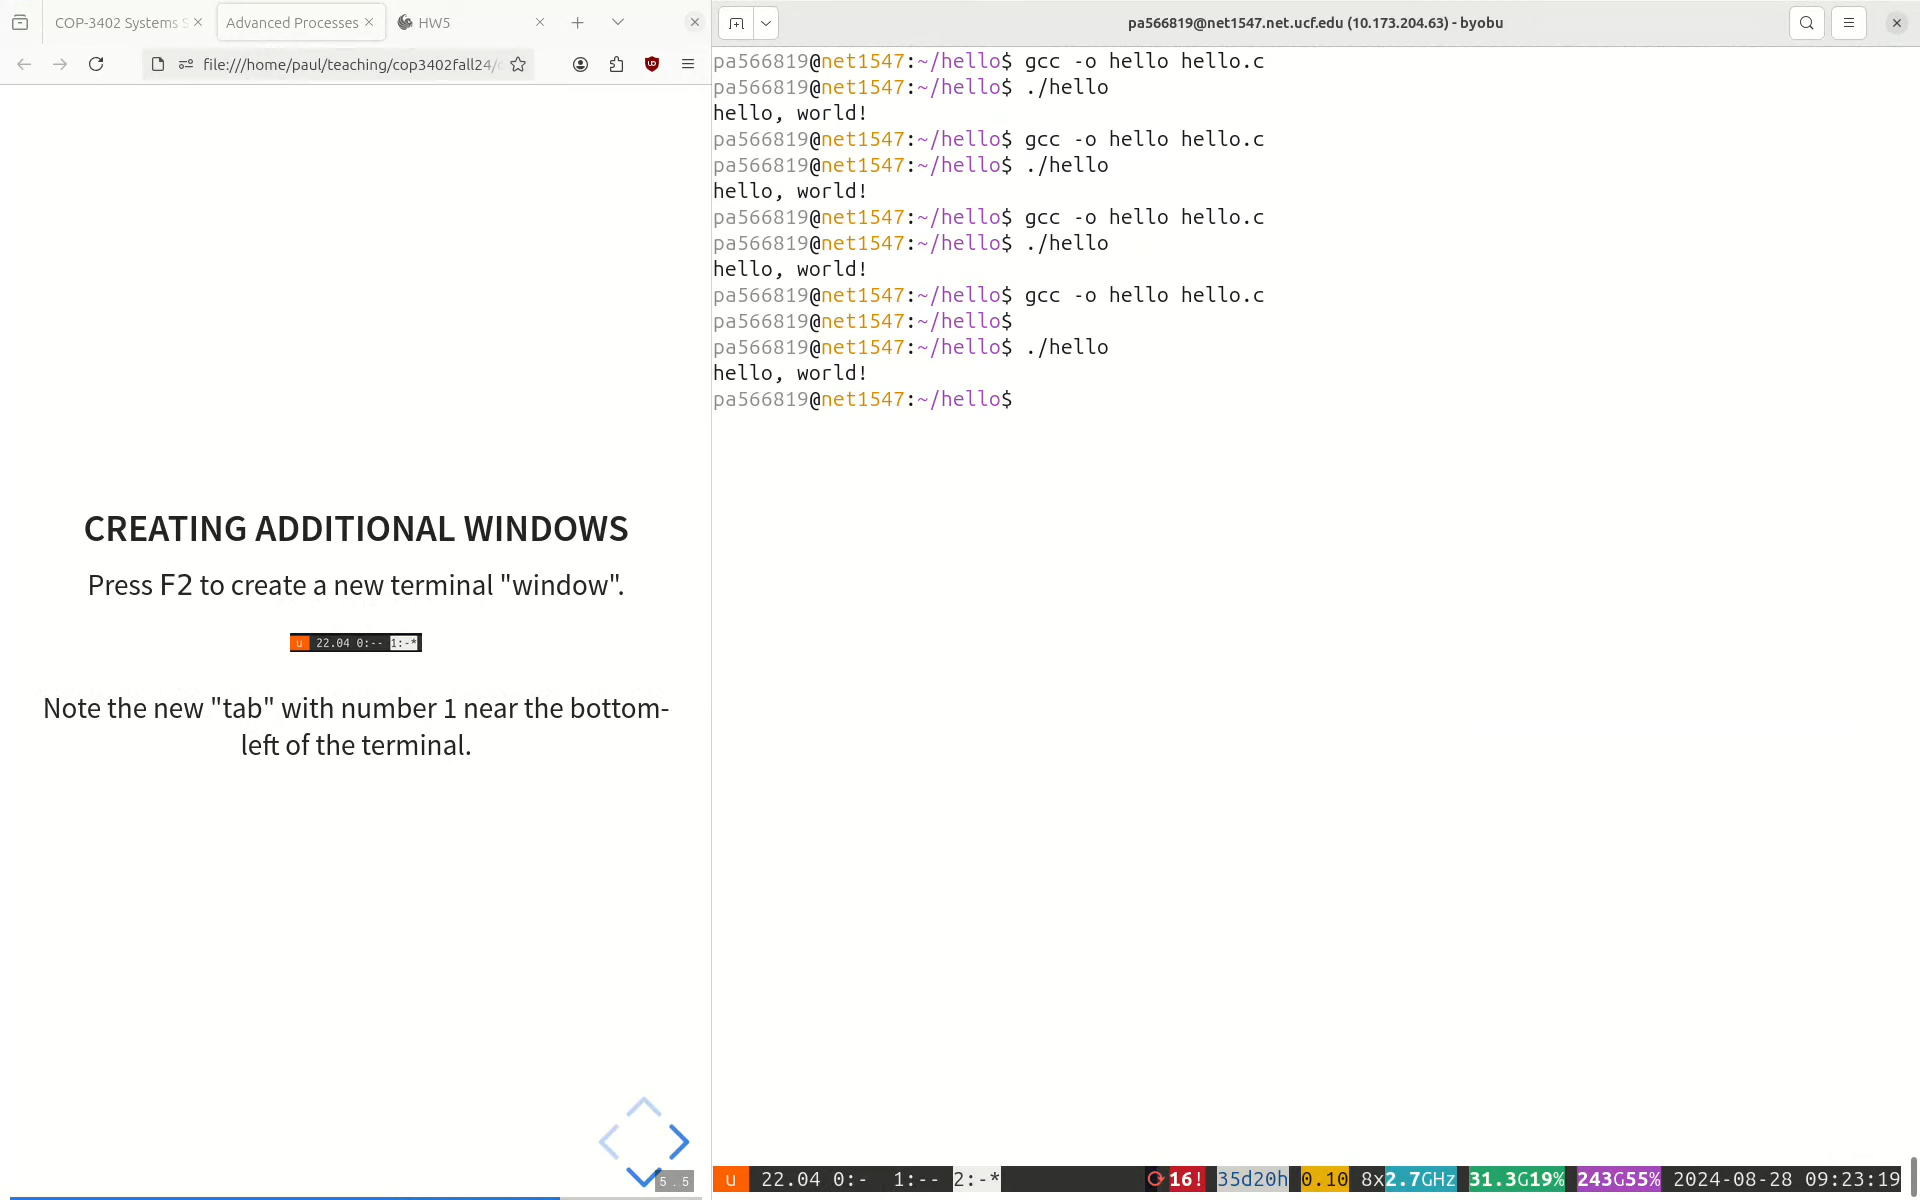 COP-3402 Systems S
Advanced Processes
HW5
file:///home/paul/teaching/cop3402fall24/
CREATING ADDITIONAL WINDOWS
Press F2 to create a new terminal "window".
u 22.04 0:-- 1:-*
Note the new "tab" with number 1 near the bottom-
left of the terminal.
5 . 5
pa566819@net1547.net.ucf.edu (10.173.204.63) - byobu
pa566819@net1547:~/hello$ gcc -o hello hello.c
pa566819@net1547:~/hello$ ./hello
hello, world!
pa566819@net1547:~/hello$ gcc -o hello hello.c
pa566819@net1547:~/hello$ ./hello
hello, world!
pa566819@net1547:~/hello$ gcc -o hello hello.c
pa566819@net1547:~/hello$ ./hello
hello, world!
pa566819@net1547:~/hello$ gcc -o hello hello.c
pa566819@net1547:~/hello$
pa566819@net1547:~/hello$ ./hello
hello, world!
pa566819@net1547:~/hello$
u 22.04 0:- 1:-- 2:-* 16! 35d20h 0.10 8x2.7GHz 31.3G19% 243G55% 2024-08-28 09:23:19